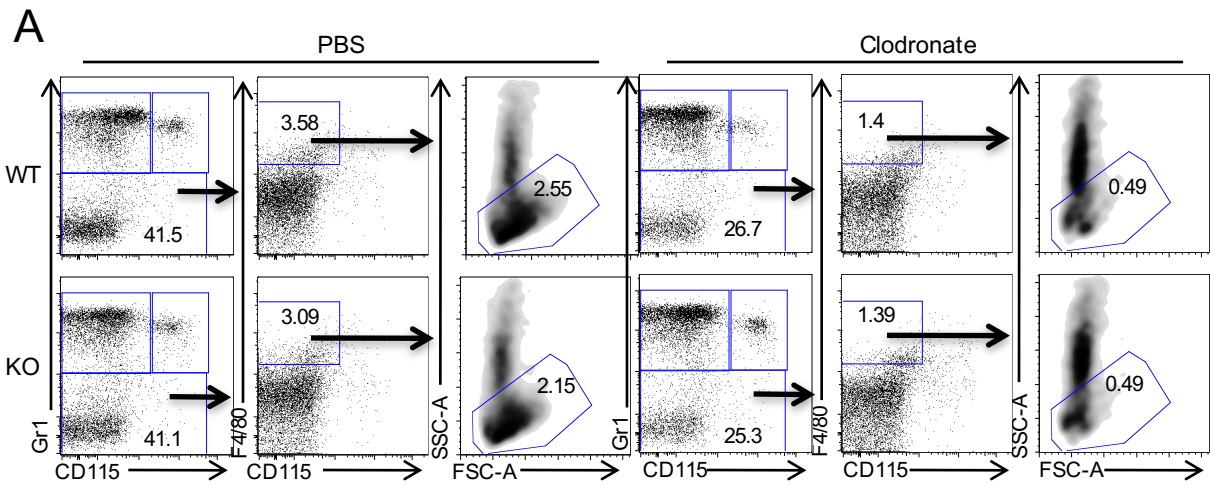 A
PBS Clodronate
WT
3.58 1.4
2.55 0.49
41.5 26.7
KO
3.09 1.39
2.15 0.49
41.1 25.3
Gr1 F4/80 SSC-A Gr1 F4/80 SSC-A
CD115 CD115 FSC-A CD115 CD115 FSC-A